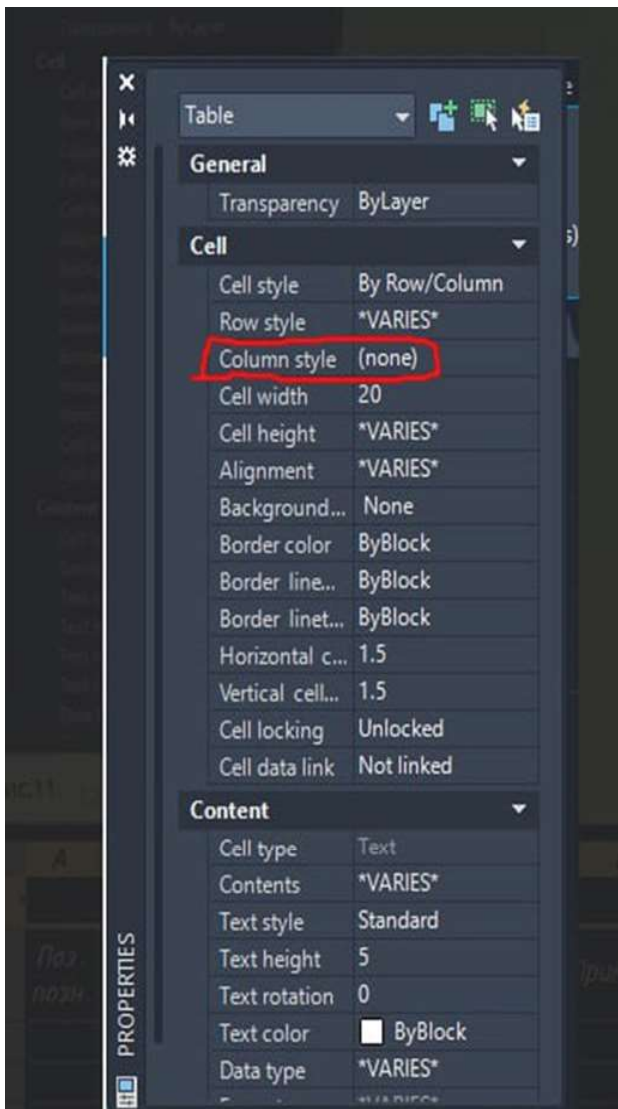 Table
General
Transparency ByLayer
Cell
Cell style By Row/Column
Row style *VARIES*
Column style (none)
Cell width 20
Cell height *VARIES*
Alignment *VARIES*
Background... None
Border color ByBlock
Border line... ByBlock
Border linet... ByBlock
Horizontal c... 1.5
Vertical cell... 1.5
Cell locking Unlocked
Cell data link Not linked
Content
Cell type Text
Contents *VARIES*
Text style Standard
Text height 5
Text rotation 0
Text color ByBlock
Data type *VARIES*
PROPERTIES
A
Поз.
позн.